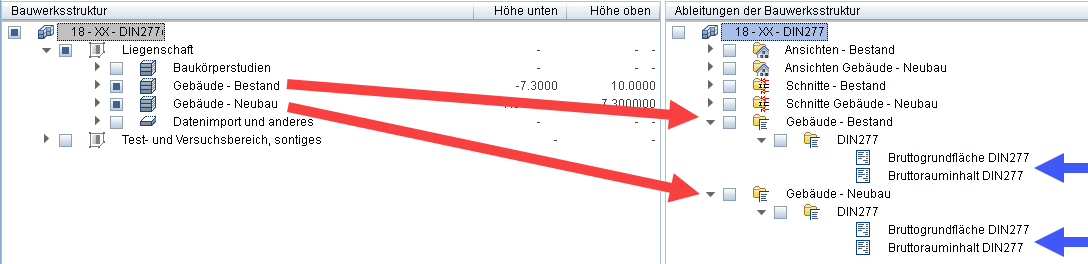 Bauwerksstruktur Höhe unten Höhe oben
18 - XX - DIN277
Liegenschaft - -
Baukörperstudien - -
Gebäude - Bestand -7.3000 10.0000
Gebäude - Neubau 7.3000|00
Datenimport und anderes - -
Test- und Versuchsbereich, sontiges - -
Ableitungen der Bauwerksstruktur
18 - XX - DIN277
Ansichten - Bestand
Ansichten Gebäude - Neubau
Schnitte - Bestand
Schnitte Gebäude - Neubau
Gebäude - Bestand
DIN277
Bruttogrundfläche DIN277
Bruttorauminhalt DIN277
Gebäude - Neubau
DIN277
Bruttogrundfläche DIN277
Bruttorauminhalt DIN277